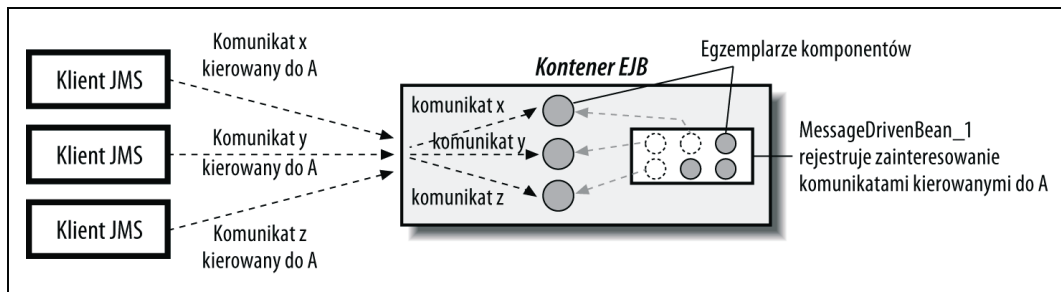 Klient JMS
Klient JMS
Klient JMS
Komunikat x
kierowany do A
Komunikat y
kierowany do A
Komunikat z
kierowany do A
Kontener EJB
komunikat x
komunikat y
komunikat z
Egzemplarze komponentów
MessageDrivenBean_1
rejestruje zainteresowanie
komunikatami kierowanymi do A